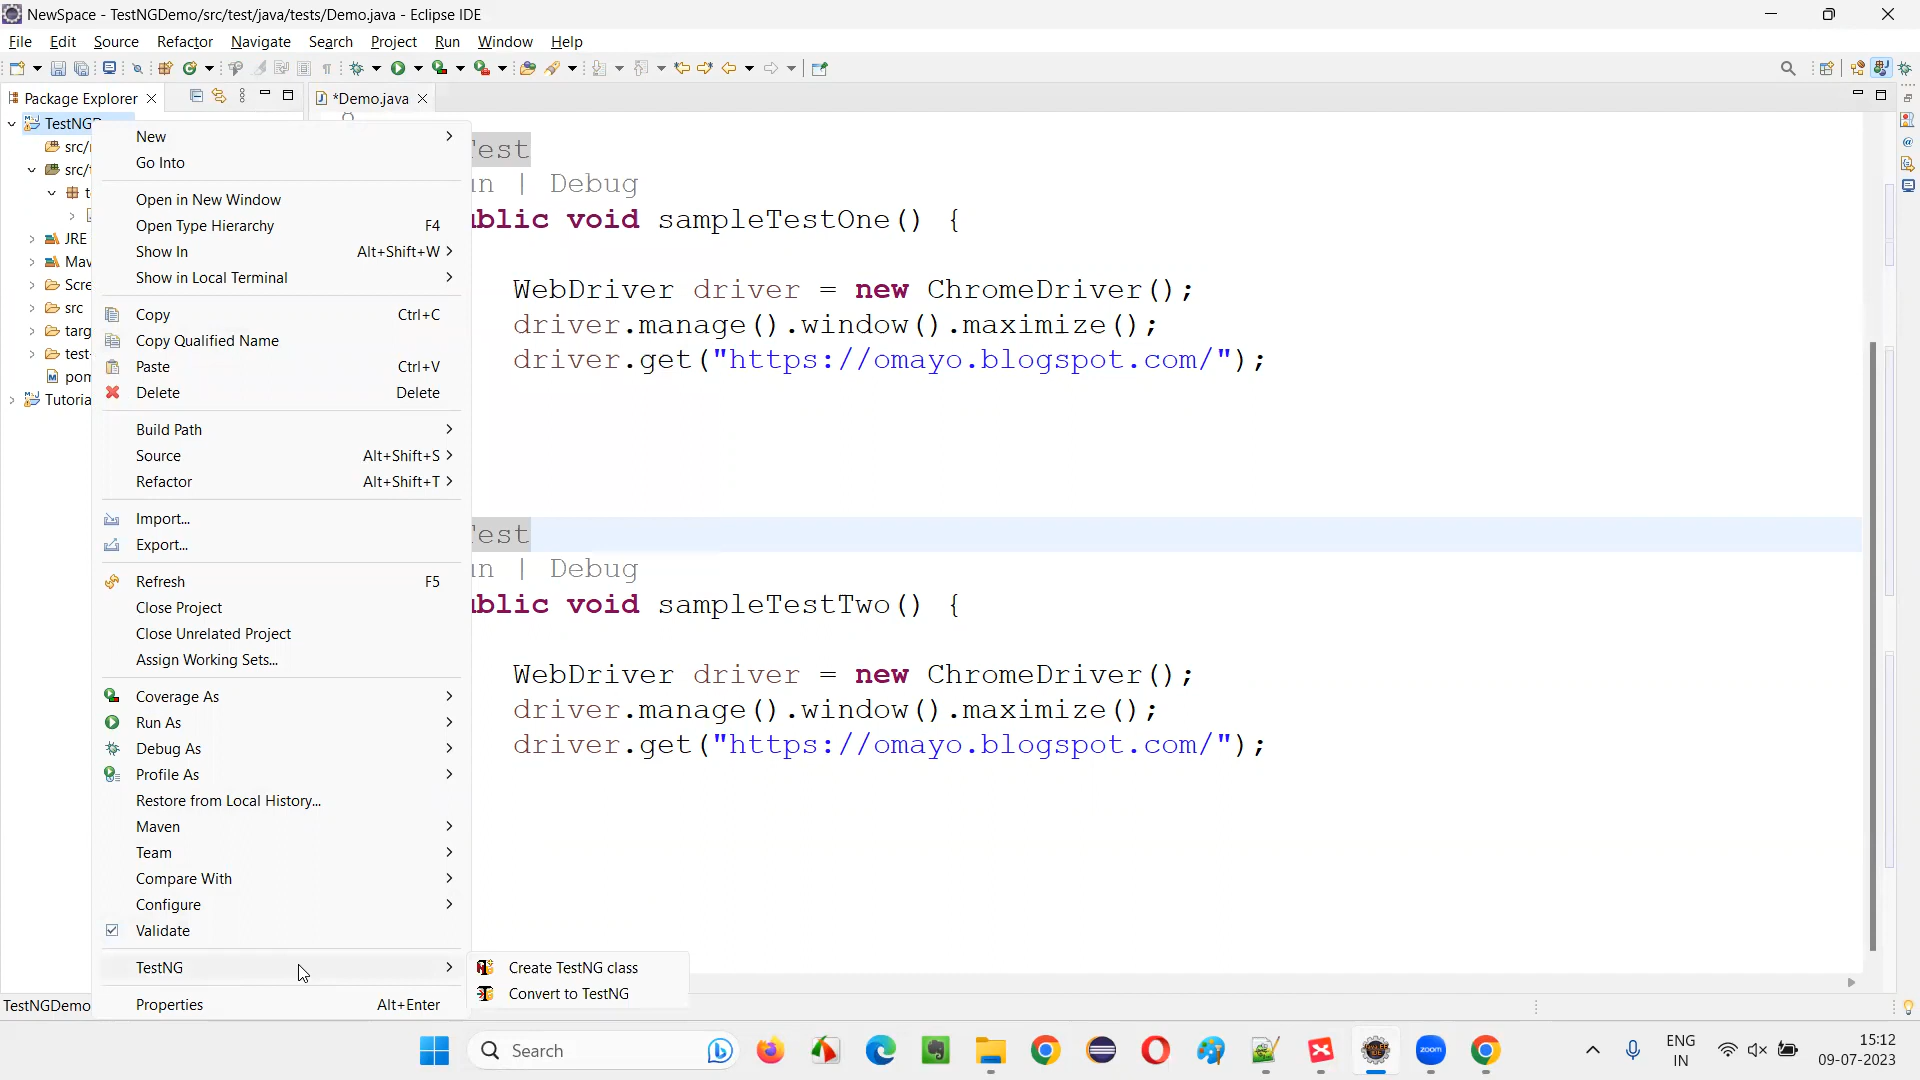 NewSpace - TestNGDemo/src/test/java/tests/Demo.java - Eclipse IDE
File Edit Source Refactor Navigate Search Project Run Window Help
Package Explorer
*Demo.java
TestNGD
src/
src/
JRE
Mav
Scre
src
targ
test
pom
Tutoria
New
Go Into
Open in New Window
Open Type Hierarchy F4
Show In Alt+Shift+W
Show in Local Terminal
Copy Ctrl+C
Copy Qualified Name
Paste Ctrl+V
Delete Delete
Build Path
Source Alt+Shift+S
Refactor Alt+Shift+T
Import...
Export...
Refresh F5
Close Project
Close Unrelated Project
Assign Working Sets...
Coverage As
Run As
Debug As
Profile As
Restore from Local History...
Maven
Team
Compare With
Configure
Validate
TestNG
Properties Alt+Enter
Create TestNG class
Convert to TestNG
est
n | Debug
ublic void sampleTestOne() {
WebDriver driver = new ChromeDriver();
driver.manage().window().maximize();
driver.get("https://omayo.blogspot.com/");
est
n | Debug
ublic void sampleTestTwo() {
WebDriver driver = new ChromeDriver();
driver.manage().window().maximize();
driver.get("https://omayo.blogspot.com/");
TestNGDemo
Search
zoom
ENG
IN
15:12
09-07-2023